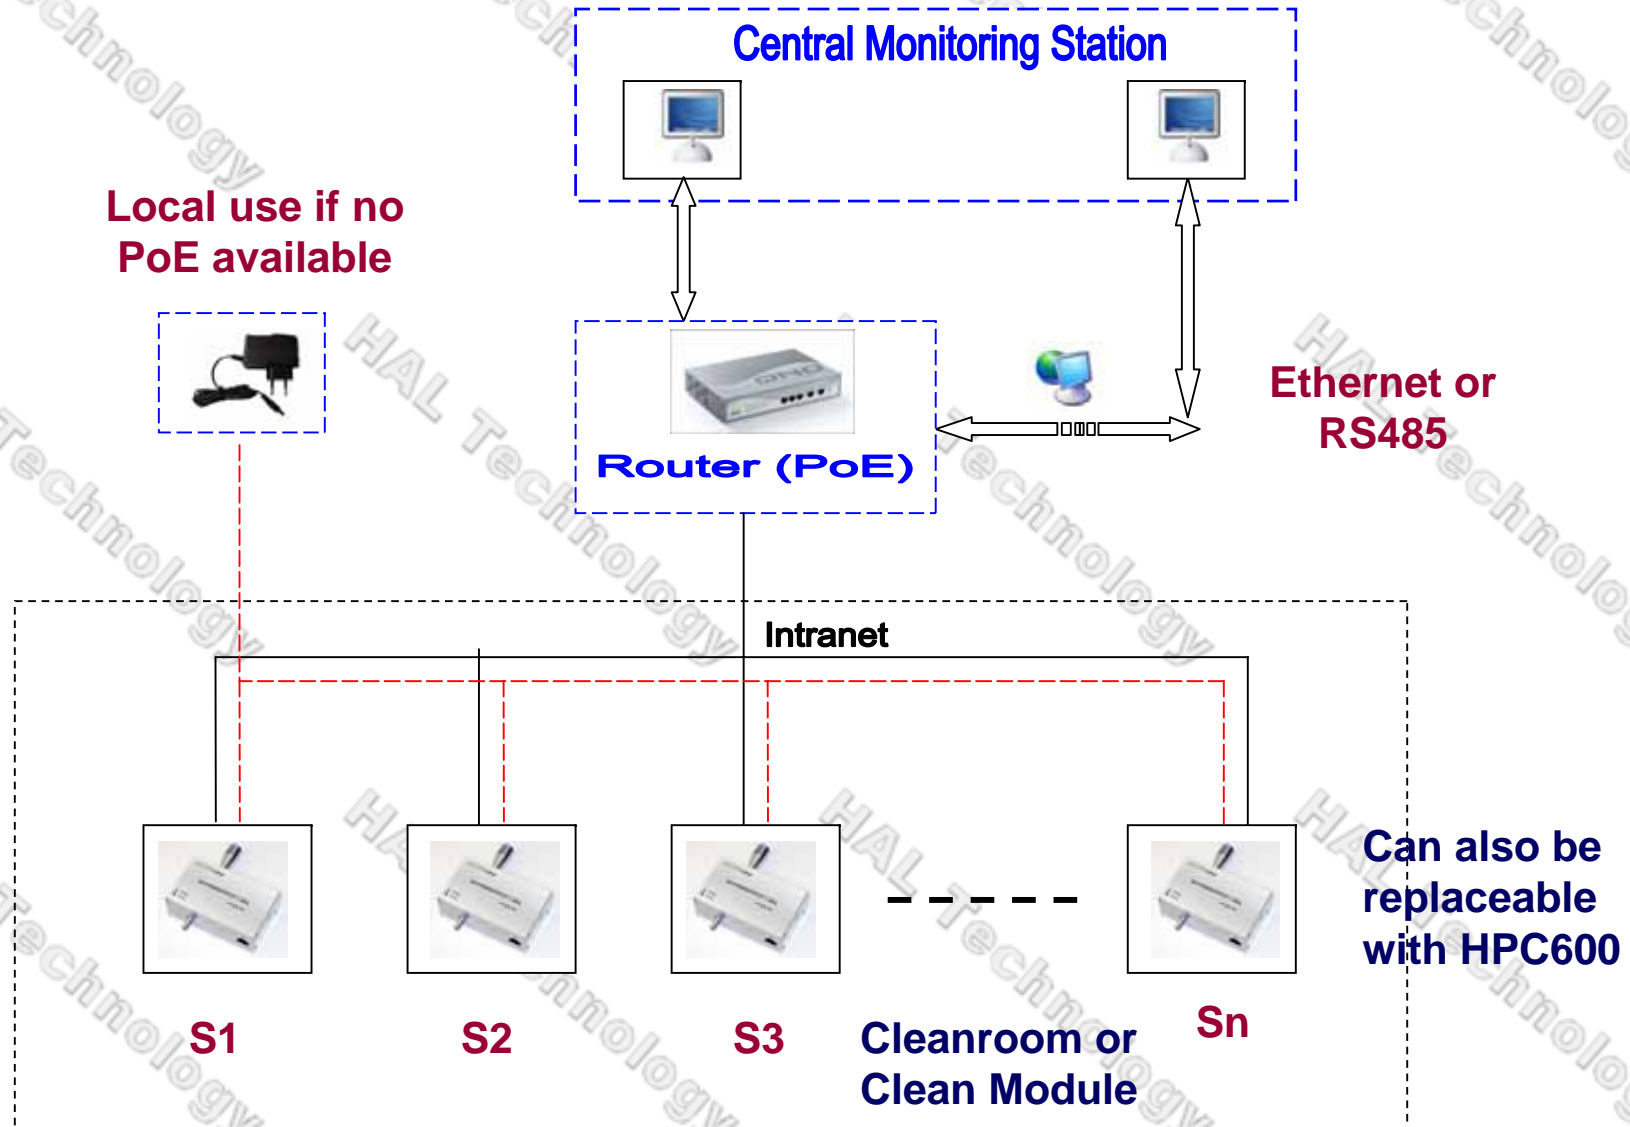 Central Monitoring Station
Local use if no
PoE available
Ethernet or
RS485
QNO
Router (PoE)
Intranet
Can also be
replaceable
with HPC600
S1
S2
S3
Sn
Cleanroom or
Clean Module
HAL Technology